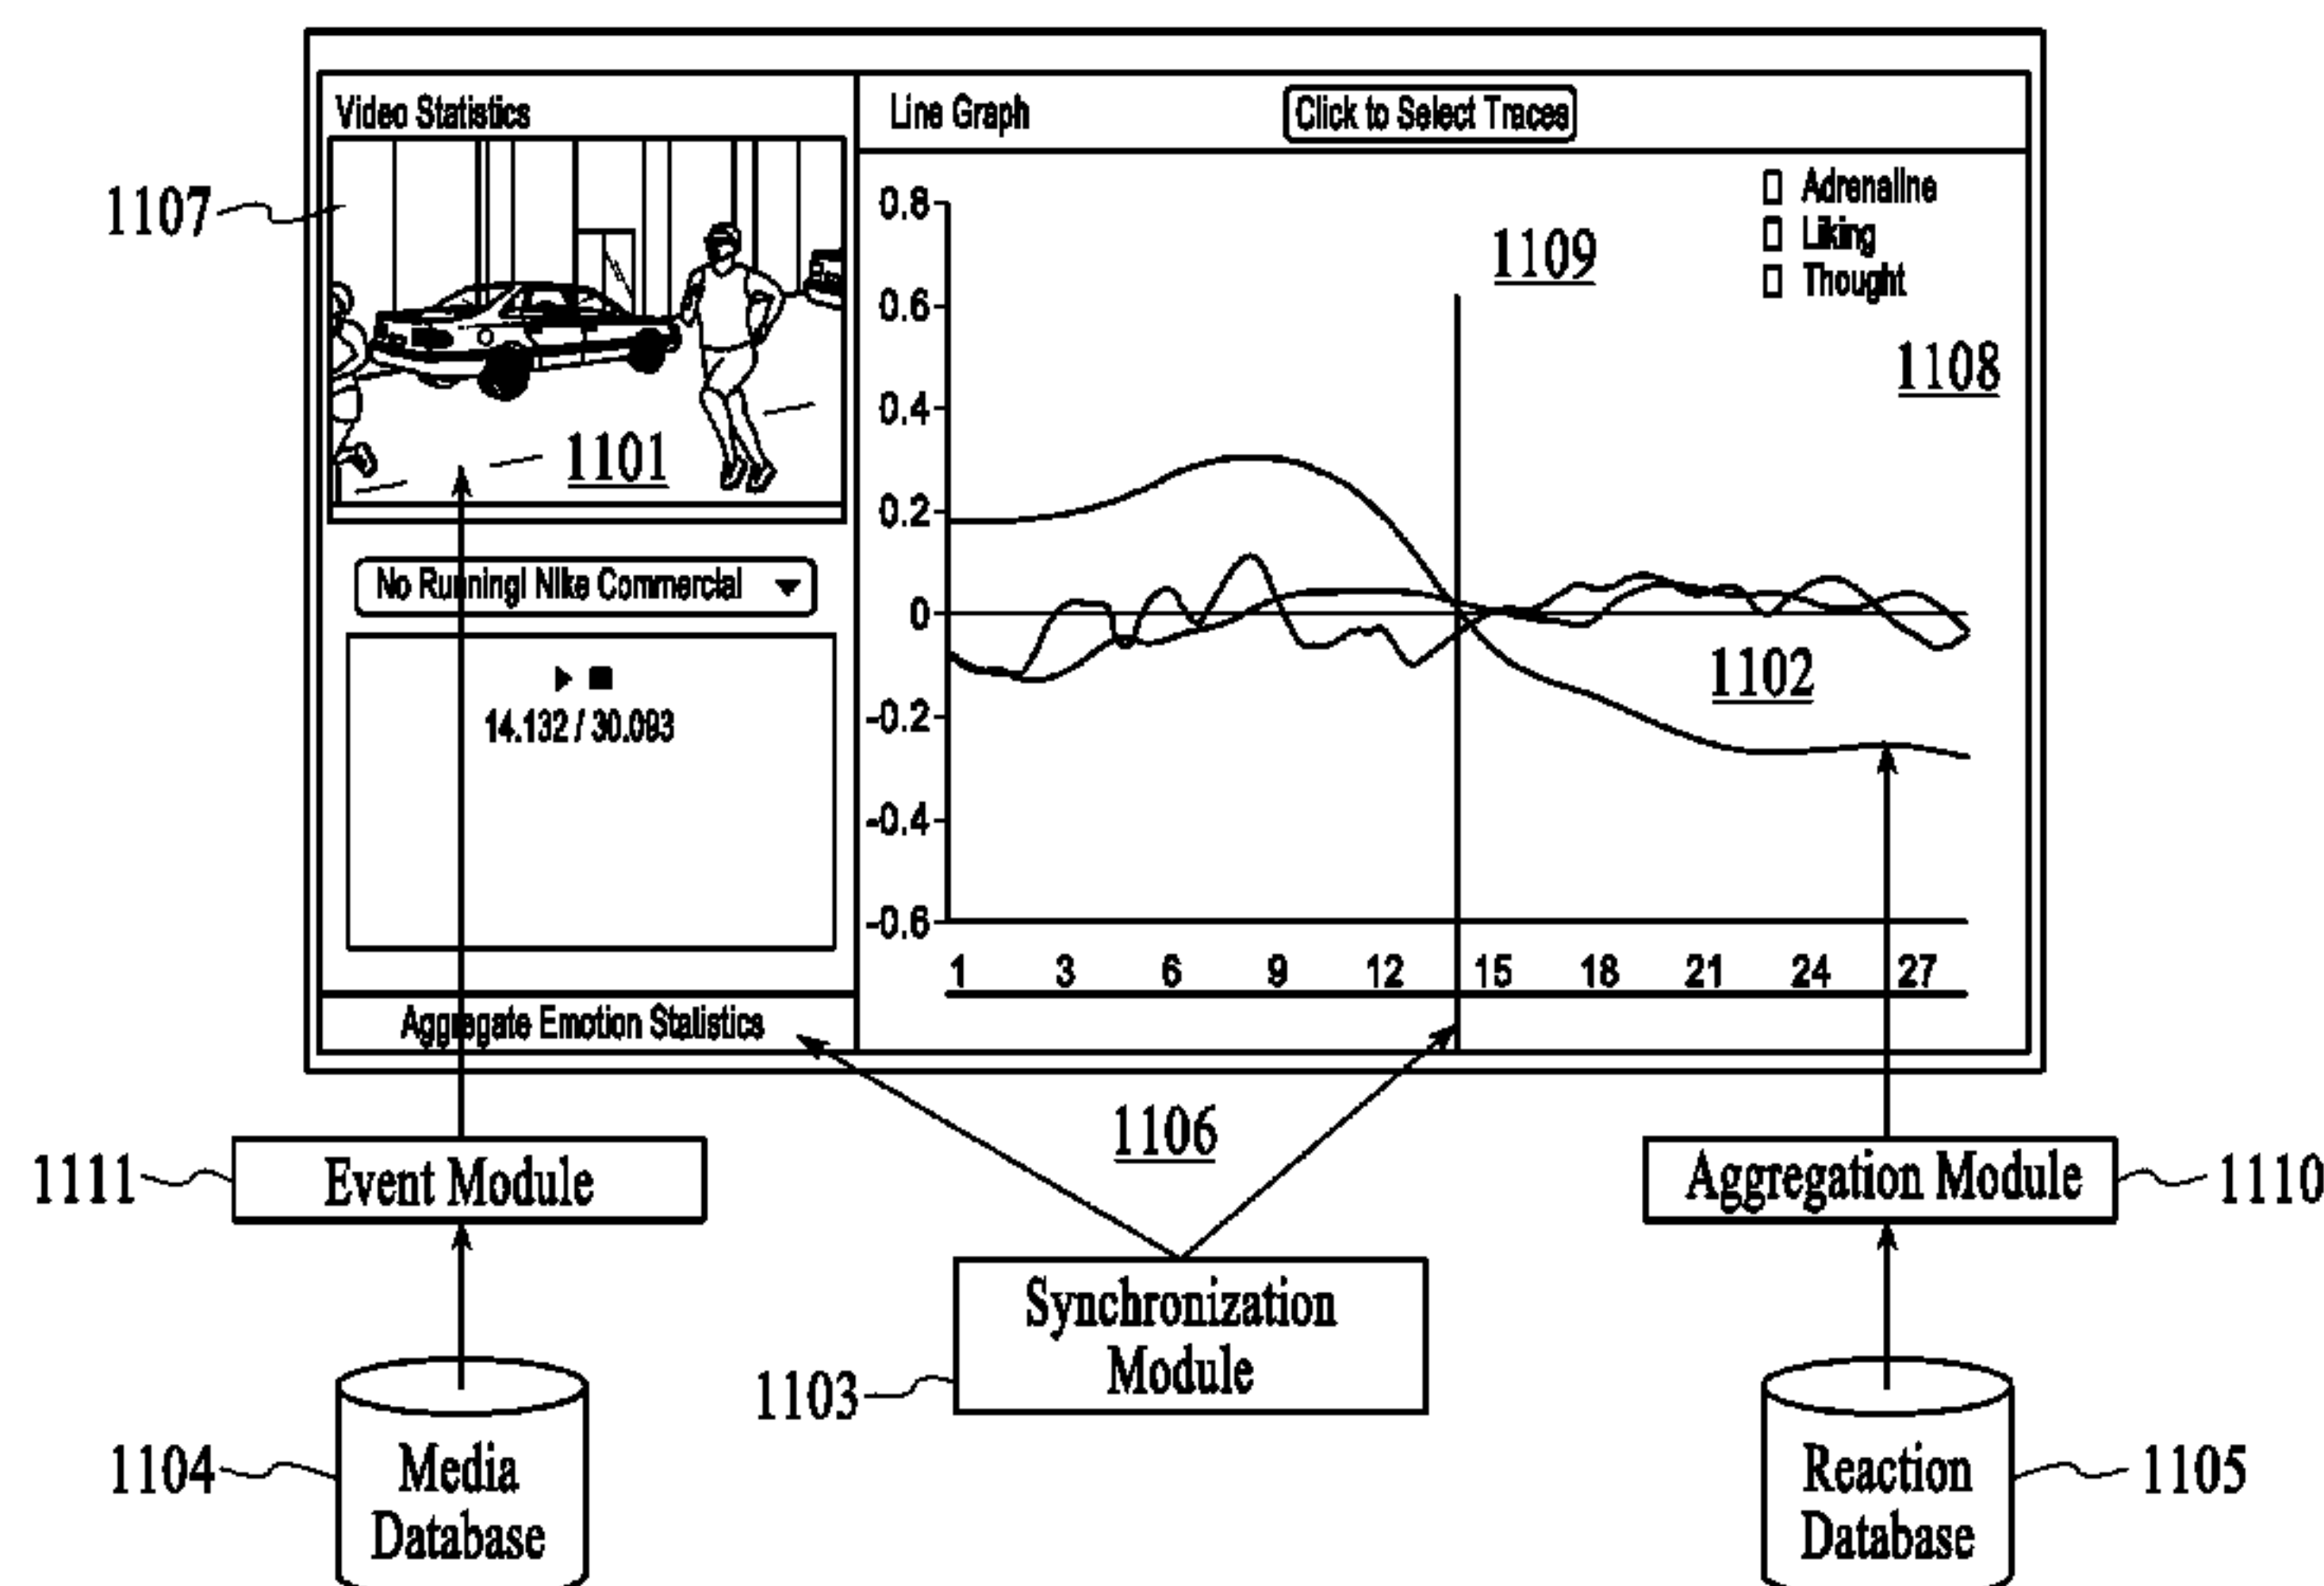 Video Statistics
Line Graph
Click to Select Traces
1107
1101
No Running! Nike Commercial
14.132 / 30.093
Aggregate Emotion Statistics
Adrenaline
Liking
Thought
1109
1108
1102
0.8
0.6
0.4
0.2
0
-0.2
-0.4
-0.6
1 3 6 9 12 15 18 21 24 27
1106
1111
Event Module
Aggregation Module
1110
Synchronization
Module
1103
1104
Media
Database
Reaction
Database
1105